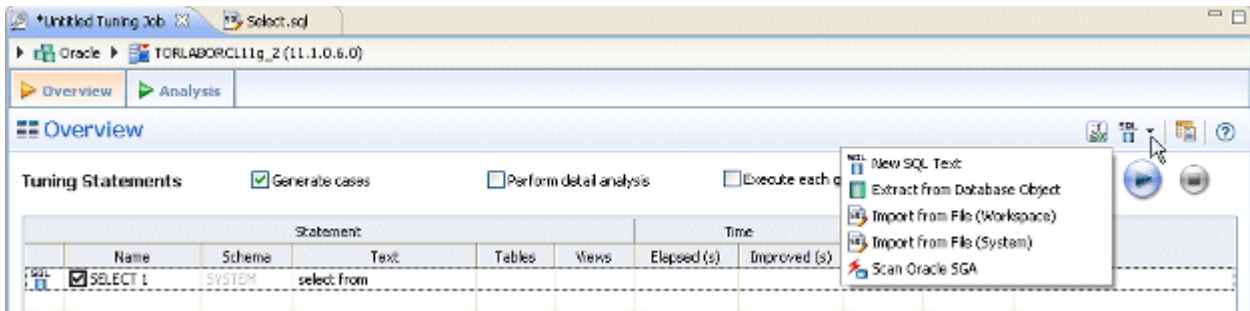 *Untitled Tuning Job Select.sql
Oracle TORLABORCL11g_2 (11.1.0.6.0)
Overview Analysis
Overview
SQL
Tuning Statements Generate cases Perform detail analysis Execute each
New SQL Text
Extract from Database Object
Import from File (Workspace)
Import from File (System)
Scan Oracle SGA
Statement Time
Name Schema Text Tables Views Elapsed (s) Improved (s)
SQL SELECT 1 SYSTEM select from